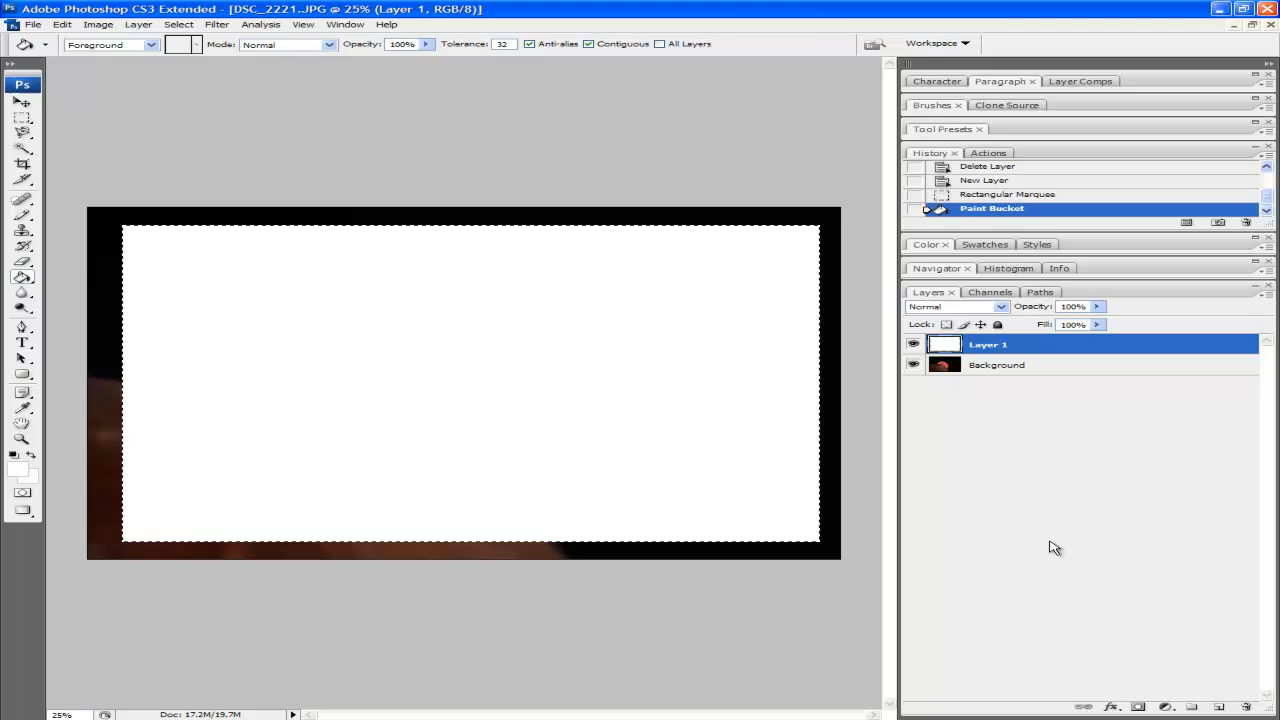 Adobe Photoshop CS3 Extended - [DSC_2221.JPG @ 25% (Layer 1, RGB/8)]
File Edit Image Layer Select Filter Analysis View Window Help
Foreground Mode: Normal Opacity: 100% Tolerance: 32 Anti-alias Contiguous All Layers Workspace
Ps
Character Paragraph Layer Comps
Brushes Clone Source
Tool Presets
History Actions
Delete Layer
New Layer
Rectangular Marquee
Paint Bucket
Color Swatches Styles
Navigator Histogram Info
Layers Channels Paths
Normal Opacity: 100%
Lock: Fill: 100%
Layer 1
Background
25% Doc: 17.2M/19.7M